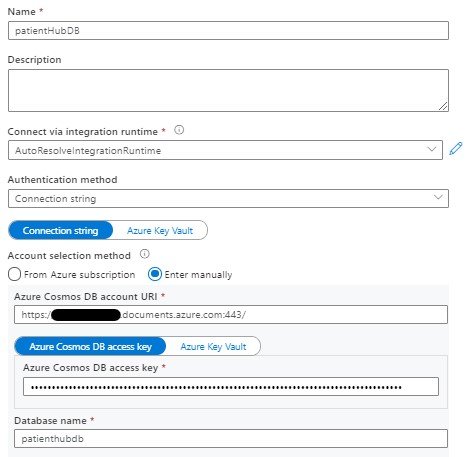 Name *
patientHubDB
Description
Connect via integration runtime *
AutoResolveIntegrationRuntime
Authentication method
Connection string
Connection string Azure Key Vault
Account selection method
From Azure subscription Enter manually
Azure Cosmos DB account URI *
https:/ .documents.azure.com:443/
Azure Cosmos DB access key Azure Key Vault
Azure Cosmos DB access key *
Database name *
patienthubdb